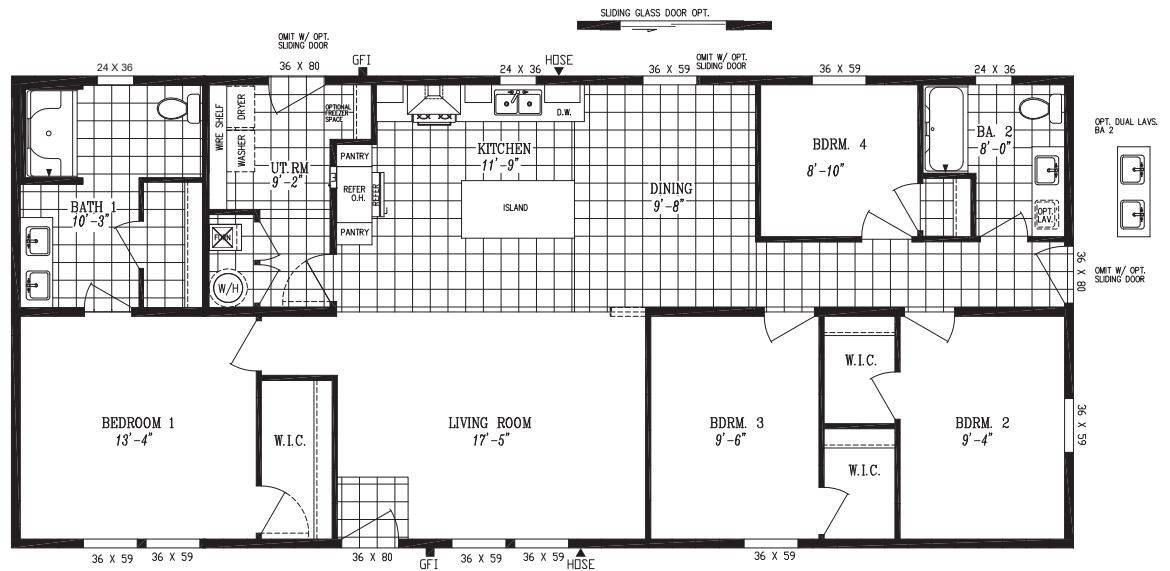 SLIDING GLASS DOOR OPT.
OMIT W/ OPT.
SLIDING DOOR
24 X 36
36 X 80
GFI
24 X 36
HOSE
36 X 59
OMIT W/ OPT.
SLIDING DOOR
36 X 59
24 X 36
WIRE SHELF
DRYER
WASHER
OPTIONAL
FREEZER
SPACE
D.W.
KITCHEN
11'-9"
BDRM. 4
8'-10"
BA. 2
8'-0"
OPT. DUAL LAVS.
BA 2
PANTRY
UT.RM
9'-2"
REFER
O.H.
REFER
PANTRY
ISLAND
DINING
9'-8"
BATH 1
10'-3"
OPT.
LAV.
FURN
W/H
36 X 80
OMIT W/ OPT.
SLIDING DOOR
BEDROOM 1
13'-4"
W.I.C.
LIVING ROOM
17'-5"
BDRM. 3
9'-6"
W.I.C.
W.I.C.
BDRM. 2
9'-4"
36 X 59
36 X 59
36 X 59
36 X 80
GFI
36 X 59
36 X 59
HOSE
36 X 59